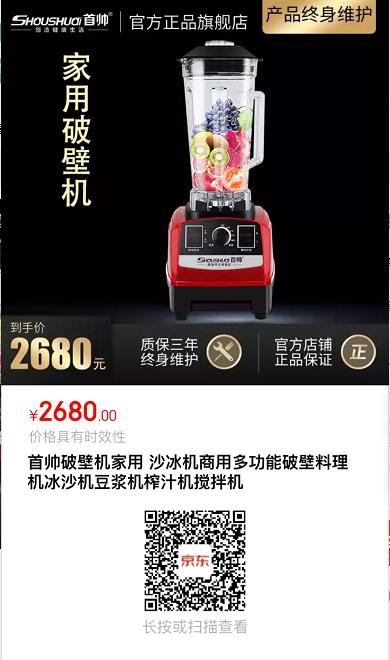 SHOUSHUAI首帅®
创造健康生活
官方正品旗舰店
产品终身维护
家用破壁机
SHOUSHUAI首帅®
到手价
2680元
质保三年
终身维护
官方店铺
正品保证
正
¥2680.00
价格具有时效性
首帅破壁机家用 沙冰机商用多功能破壁料理
机冰沙机豆浆机榨汁机搅拌机
京东
长按或扫描查看